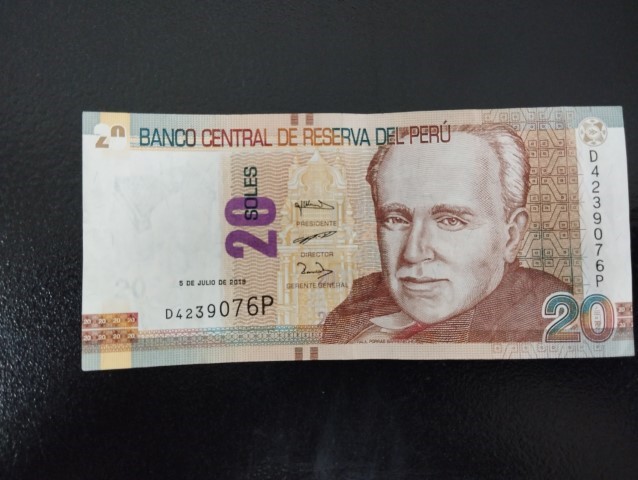 20
BANCO CENTRAL DE RESERVA DEL PERÚ
20 SOLES
PRESIDENTE
DIRECTOR
GERENTE GENERAL
5 DE JULIO DE 2018
D4239076P
D4239076P
20